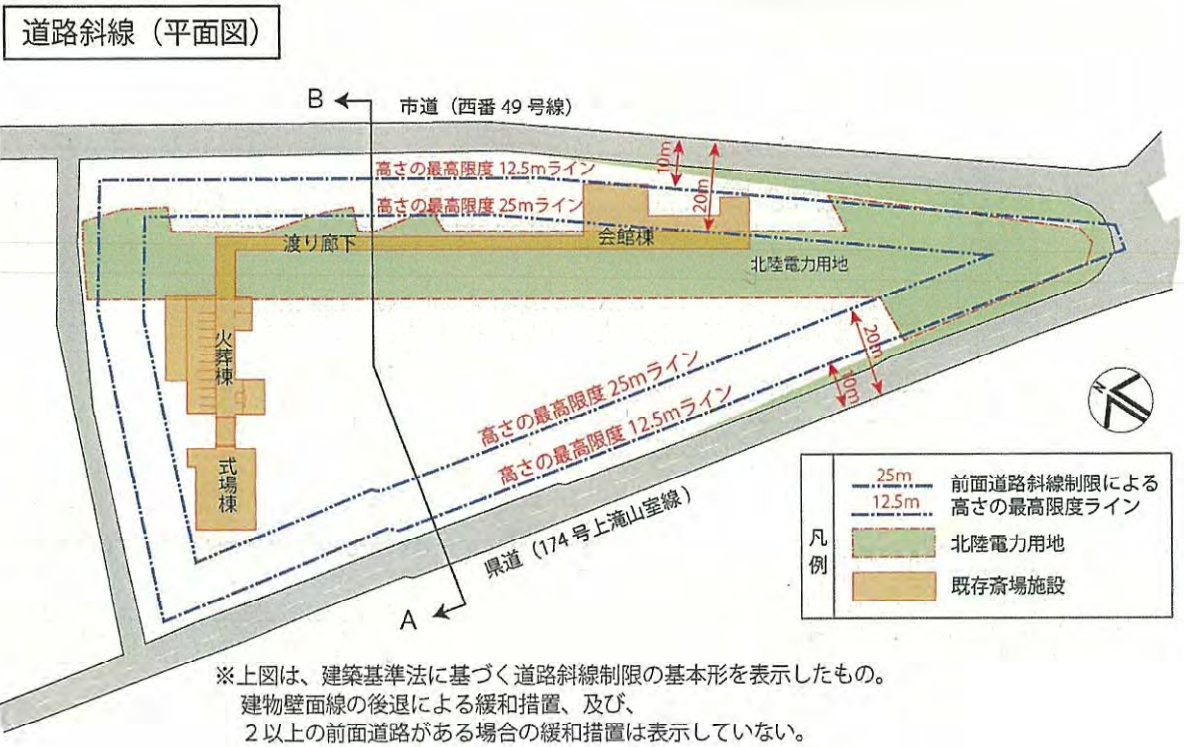 道路斜線（平面図）
B
市道（西番 49 号線）
高さの最高限度 12.5mライン
10m
20m
高さの最高限度 25mライン
渡り廊下
会館棟
北陸電力用地
火葬棟
式場棟
高さの最高限度 25mライン
高さの最高限度 12.5mライン
20m
10m
N
県道（174 号上滝山室線）
A
凡例
25m
12.5m
前面道路斜線制限による
高さの最高限度ライン
北陸電力用地
既存斎場施設
※上図は、建築基準法に基づく道路斜線制限の基本形を表示したもの。
建物壁面線の後退による緩和措置、及び、
２以上の前面道路がある場合の緩和措置は表示していない。